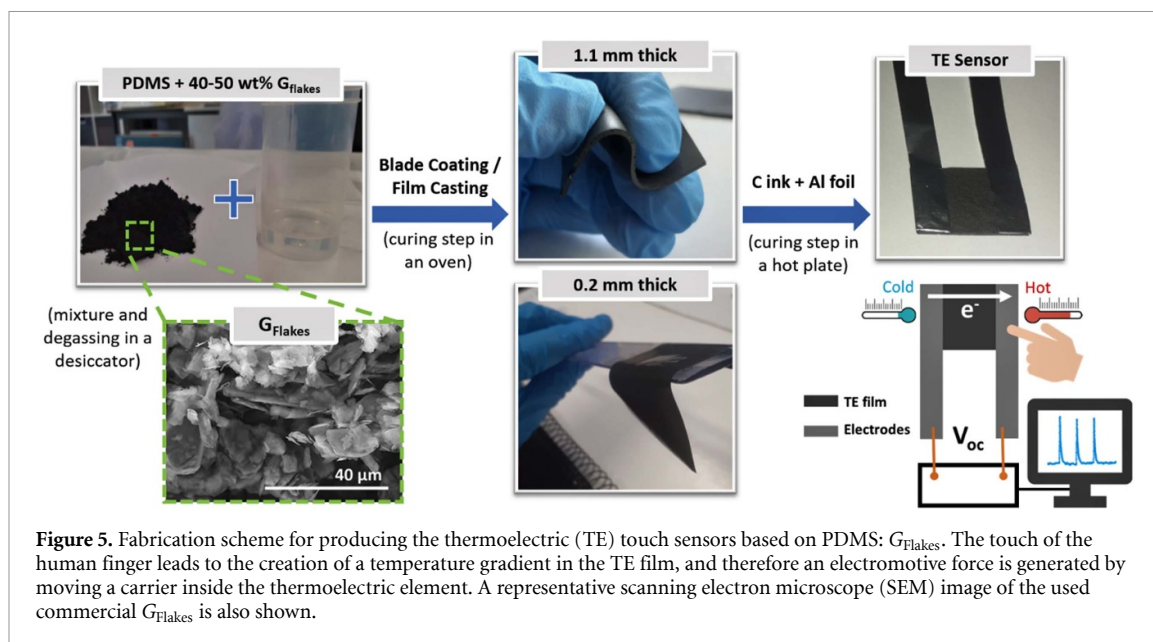 PDMS + 40-50 wt% Gflakes
1.1 mm thick
TE Sensor
Blade Coating /
Film Casting
(curing step in
an oven)
C ink + Al foil
(curing step in
a hot plate)
(mixture and
degassing in a
desiccator)
GFlakes
40 µm
0.2 mm thick
Cold
Hot
e-
TE film
Electrodes
Voc
Figure 5. Fabrication scheme for producing the thermoelectric (TE) touch sensors based on PDMS: GFlakes. The touch of the
human finger leads to the creation of a temperature gradient in the TE film, and therefore an electromotive force is generated by
moving a carrier inside the thermoelectric element. A representative scanning electron microscope (SEM) image of the used
commercial GFlakes is also shown.